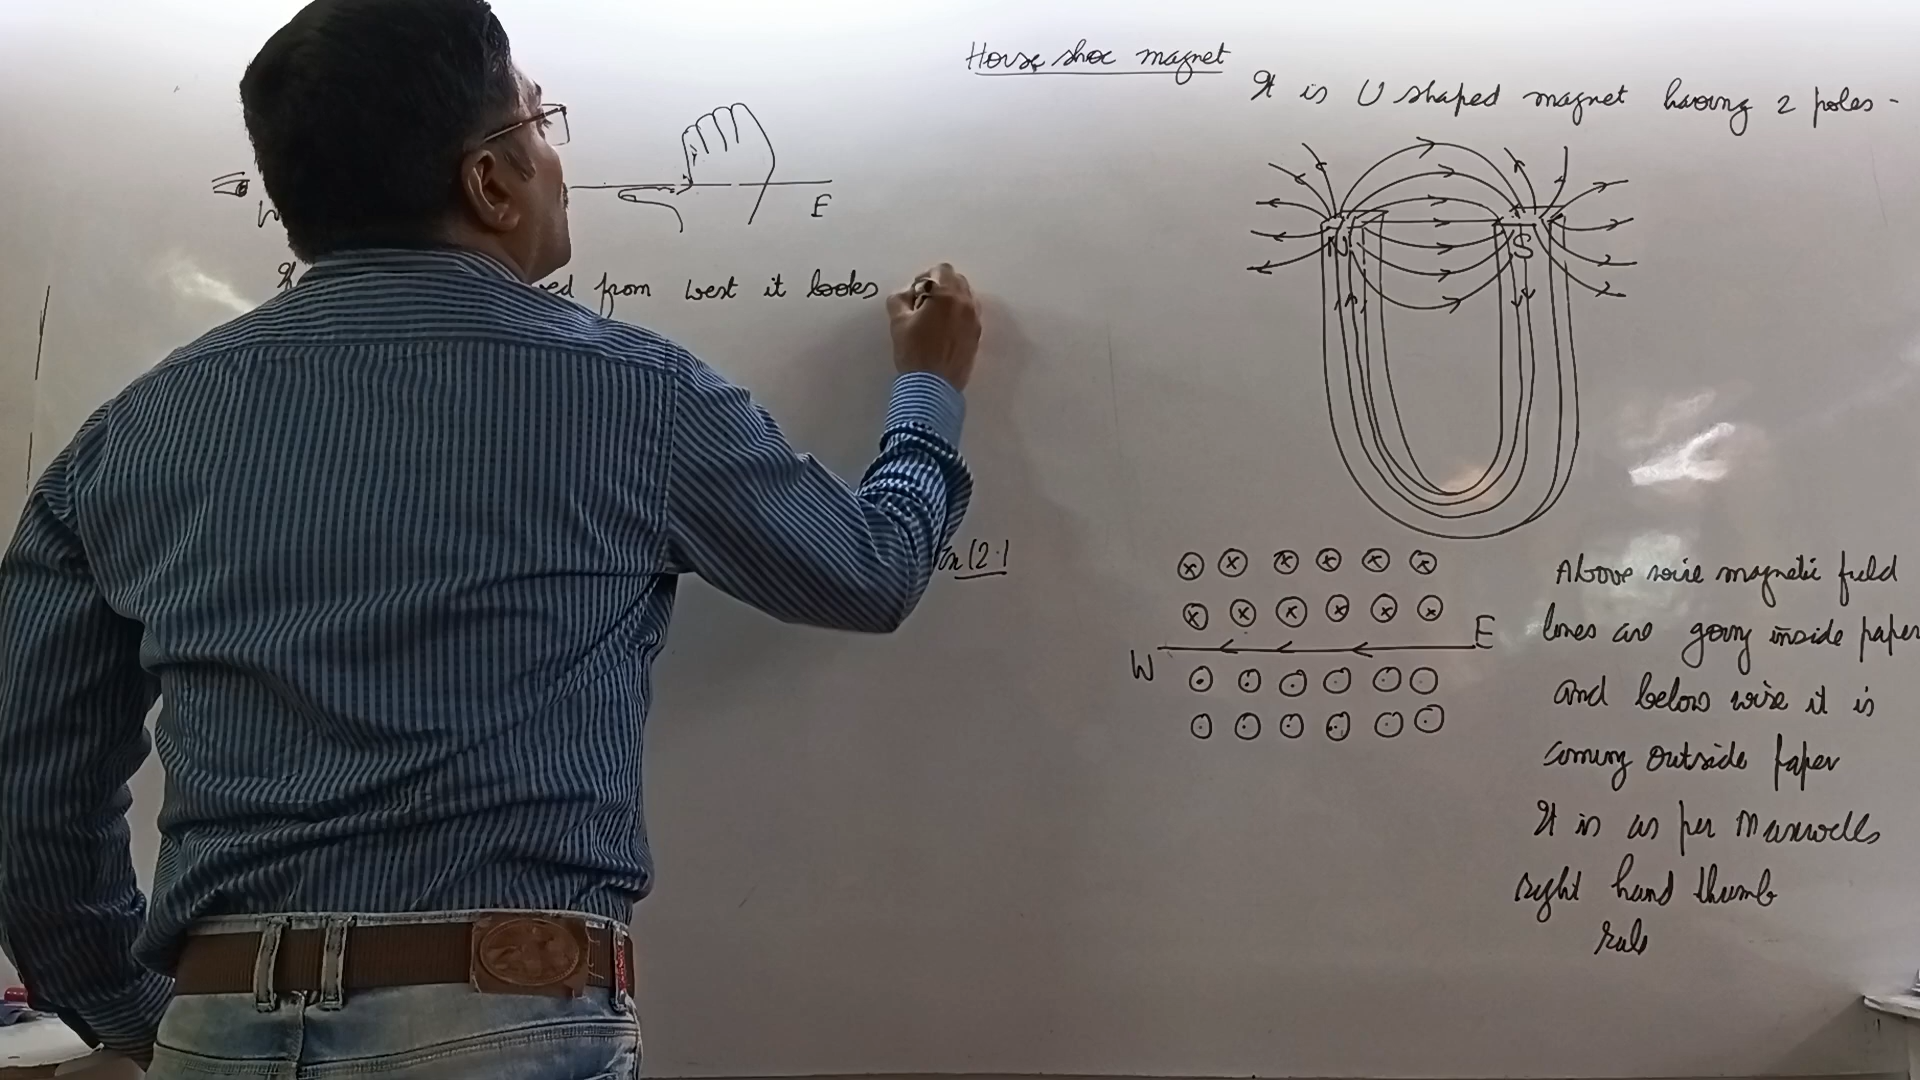 Horse shoe magnet
It is U shaped magnet having 2 poles -
W E
from west it looks
N S
Ex 12.1
E
W
Above wire magnetic field
lines are going inside paper
and below wire it is
coming outside paper
It is as per Maxwells
right hand thumb
rule